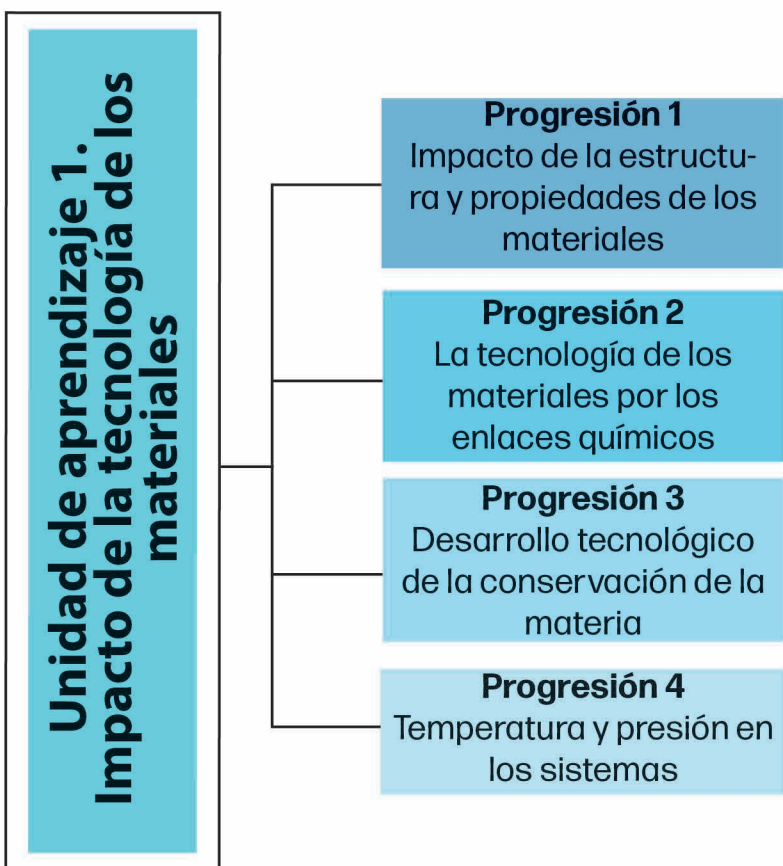 Unidad de aprendizaje 1.
Impacto de la tecnología de los
materiales
Progresión 1
Impacto de la estructu-
ra y propiedades de los
materiales
Progresión 2
La tecnología de los
materiales por los
enlaces químicos
Progresión 3
Desarrollo tecnológico
de la conservación de la
materia
Progresión 4
Temperatura y presión en
los sistemas